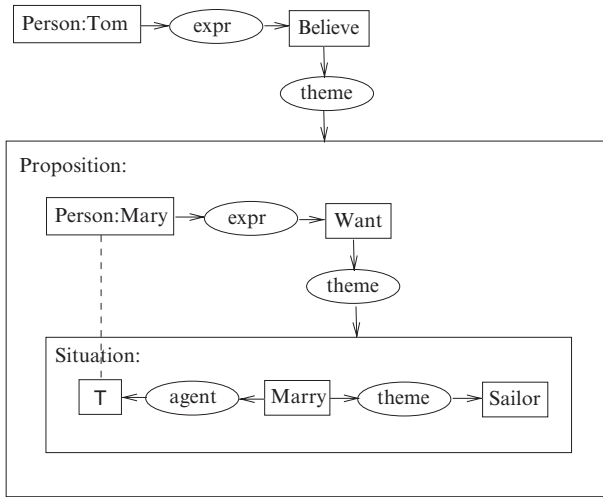 Person:Tom expr Believe
theme
Proposition:
Person:Mary expr Want
theme
Situation:
T agent Marry theme Sailor